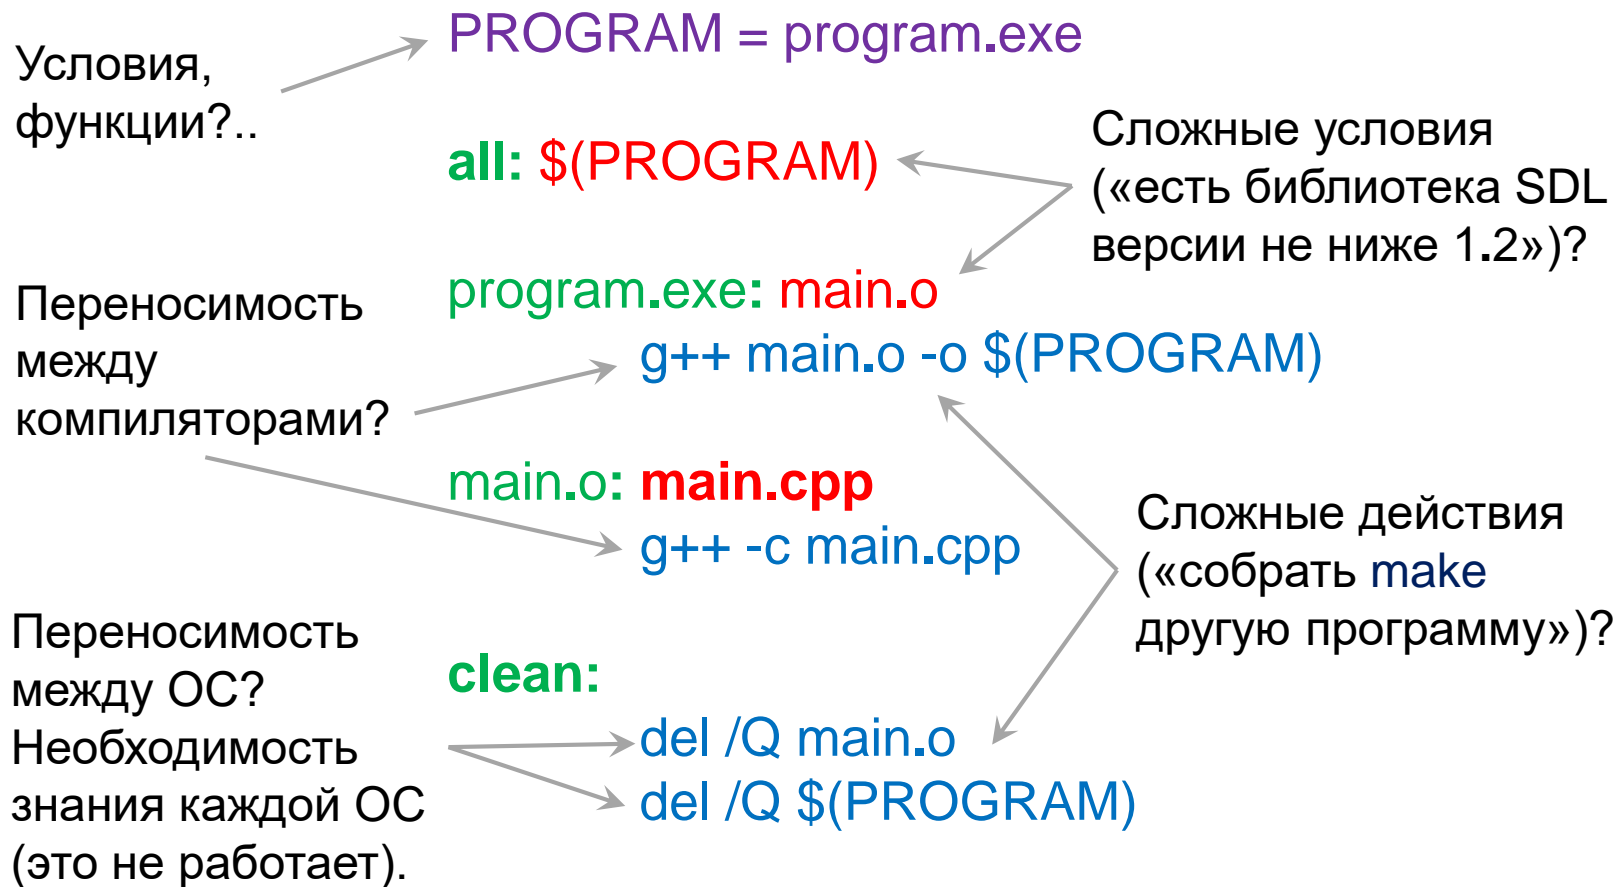 Условия,
функции?..
PROGRAM = program.exe
all: $(PROGRAM)
Сложные условия
(«есть библиотека SDL
версии не ниже 1.2»)?
program.exe: main.o
g++ main.o -o $(PROGRAM)
Переносимость
между
компиляторами?
main.o: main.cpp
g++ -c main.cpp
Сложные действия
(«собрать make
другую программу»)?
Переносимость
между ОС?
Необходимость
знания каждой ОС
(это не работает).
clean:
del /Q main.o
del /Q $(PROGRAM)